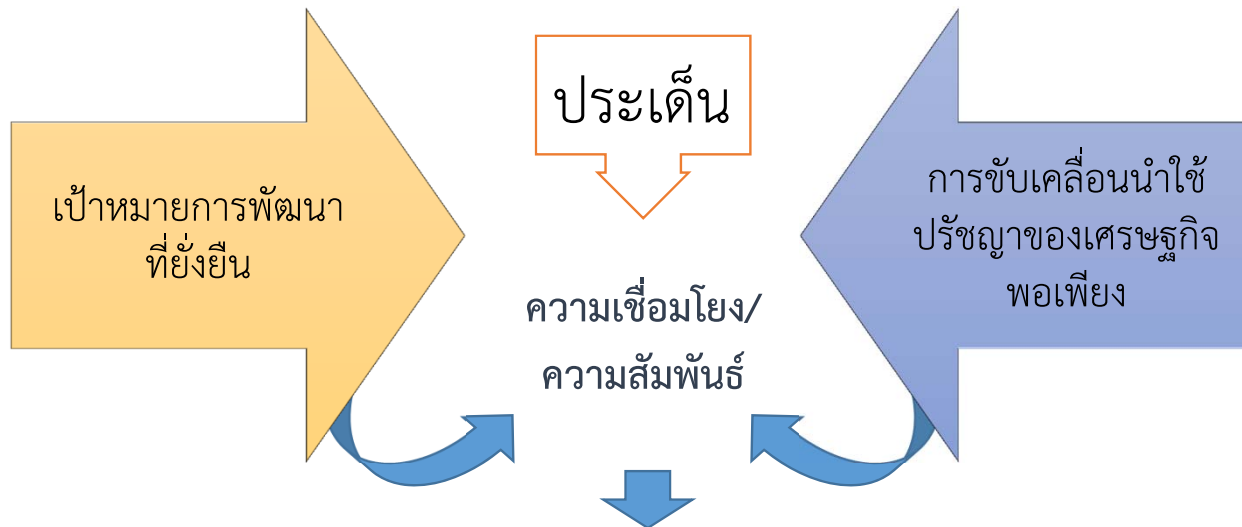 ประเด็น
เป้าหมายการพัฒนา
ที่ยั่งยืน
การขับเคลื่อนนำใช้
ปรัชญาของเศรษฐกิจ
พอเพียง
ความเชื่อมโยง/
ความสัมพันธ์